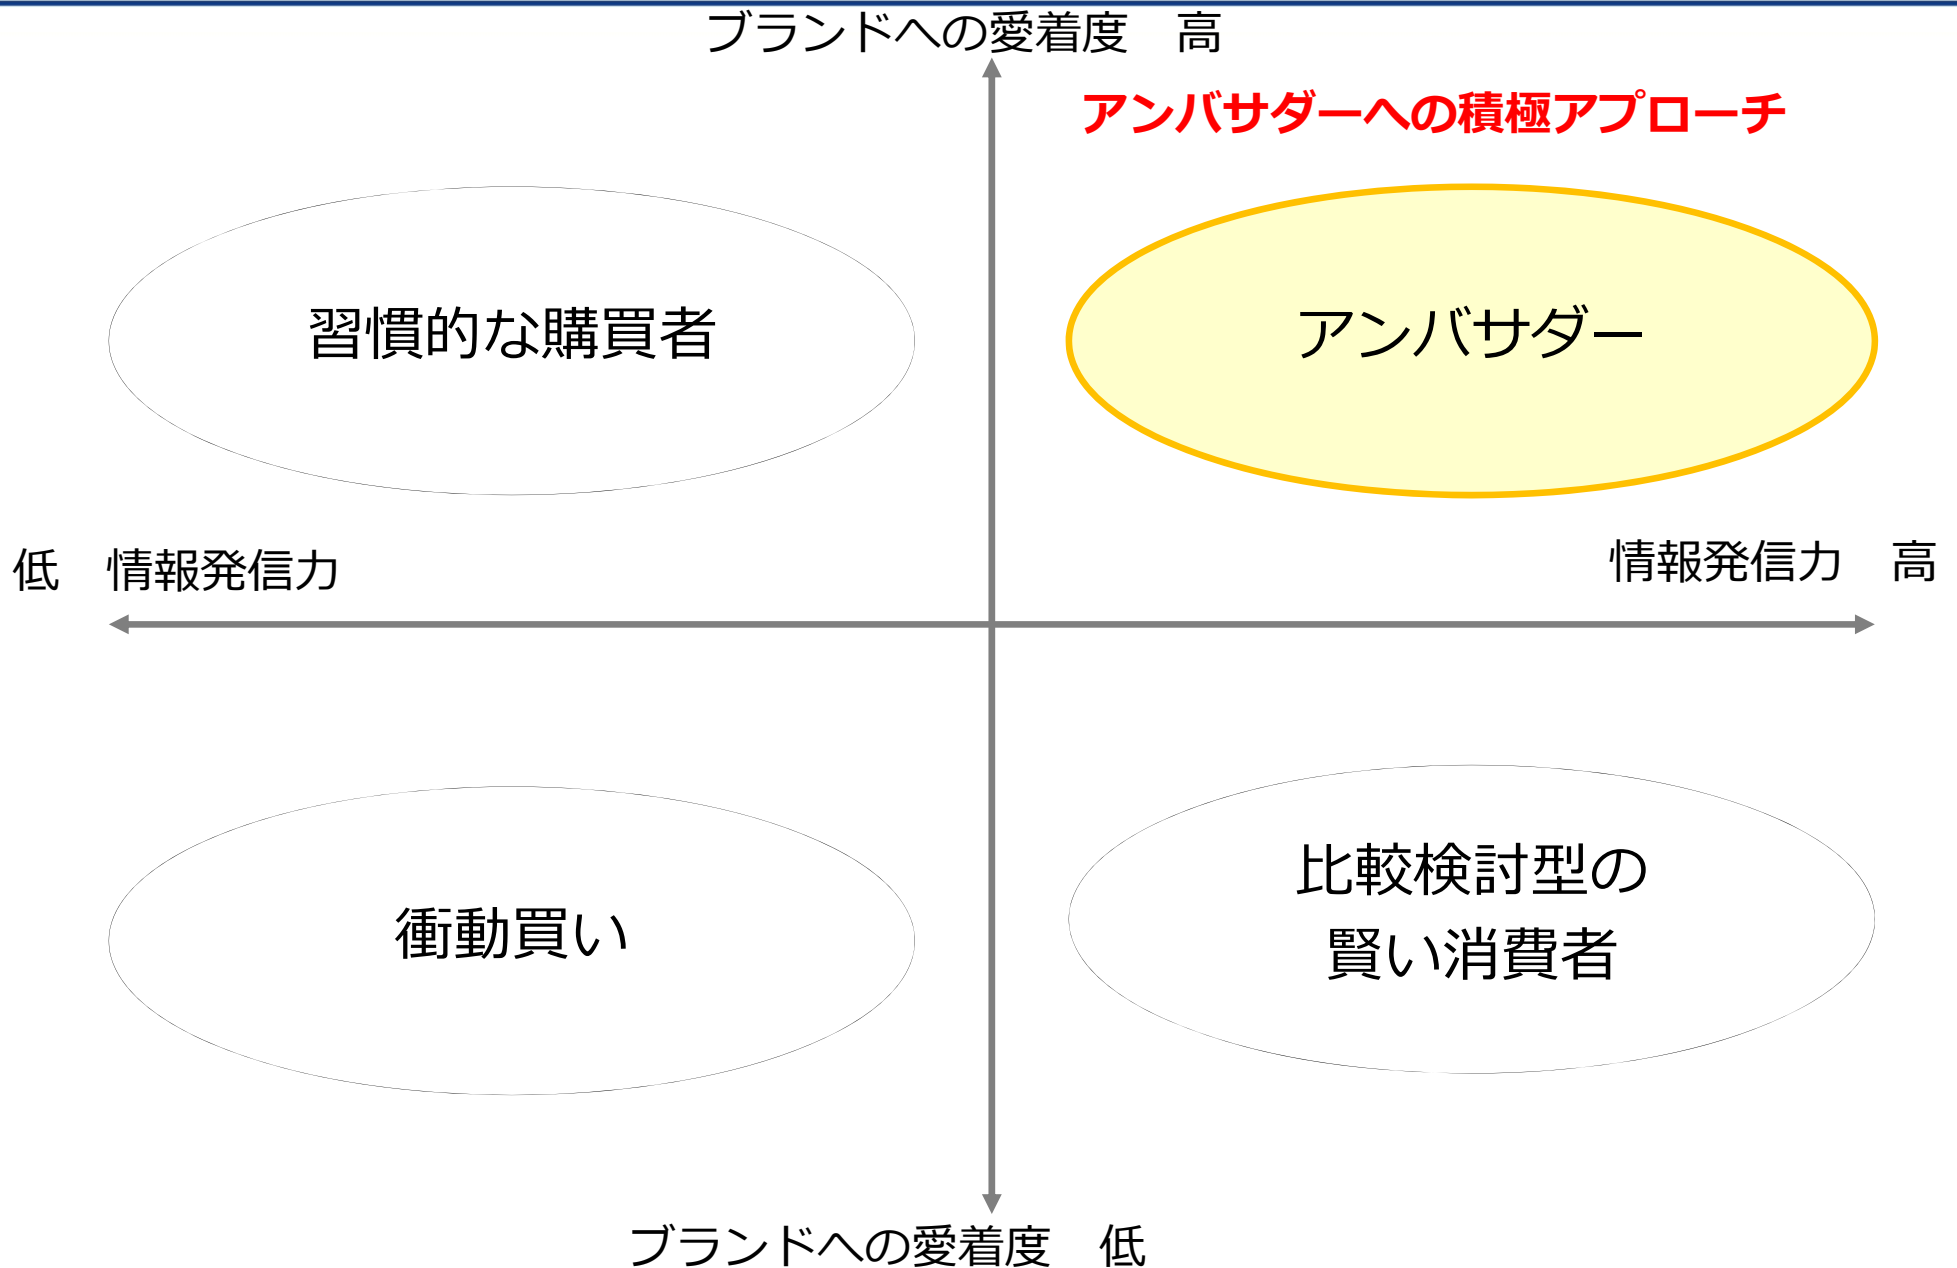 ブランドへの愛着度　高
アンバサダーへの積極アプローチ
習慣的な購買者
アンバサダー
低　情報発信力
情報発信力　高
衝動買い
比較検討型の
賢い消費者
ブランドへの愛着度　低